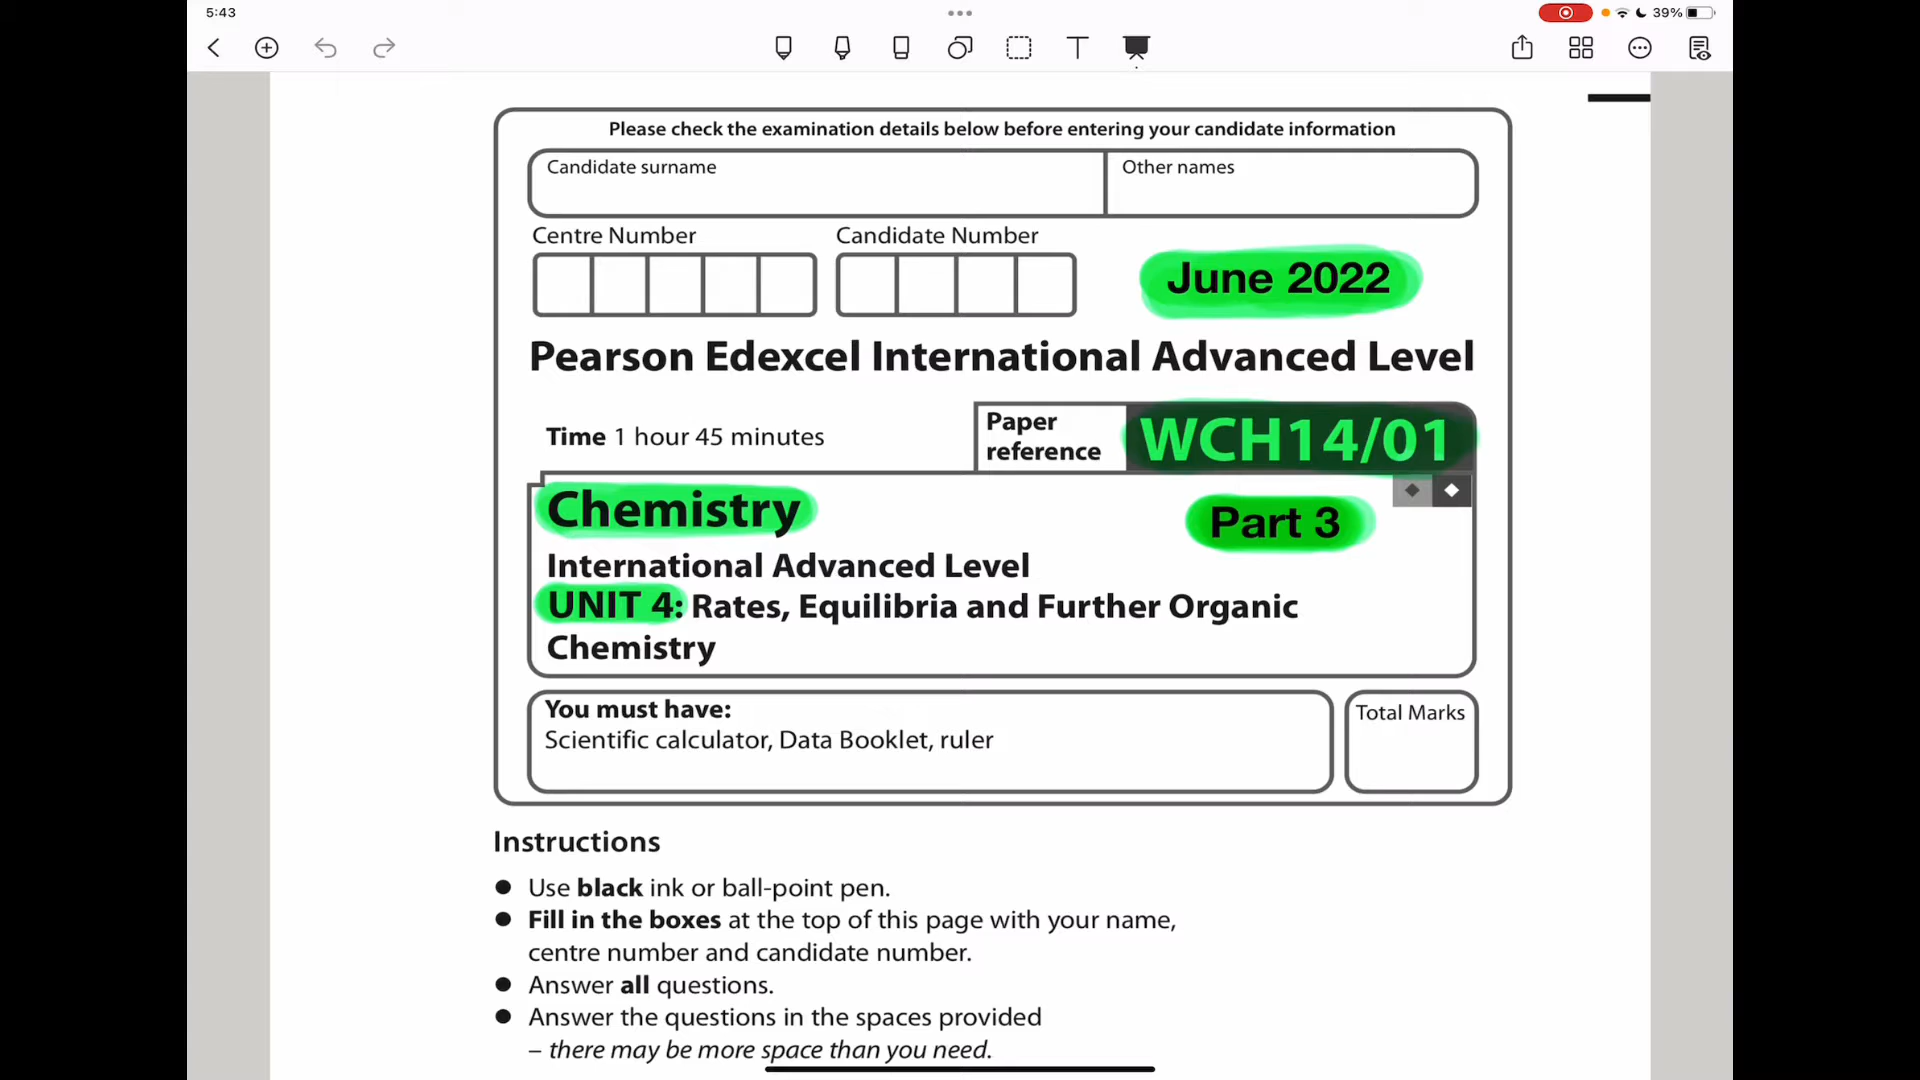 5:43
39%
Please check the examination details below before entering your candidate information
Candidate surname
Other names
Centre Number
Candidate Number
June 2022
Pearson Edexcel International Advanced Level
Time 1 hour 45 minutes
Paper
reference
WCH14/01
Chemistry
Part 3
International Advanced Level
UNIT 4: Rates, Equilibria and Further Organic
Chemistry
You must have:
Scientific calculator, Data Booklet, ruler
Total Marks
Instructions
● Use black ink or ball-point pen.
● Fill in the boxes at the top of this page with your name,
centre number and candidate number.
● Answer all questions.
● Answer the questions in the spaces provided
– there may be more space than you need.